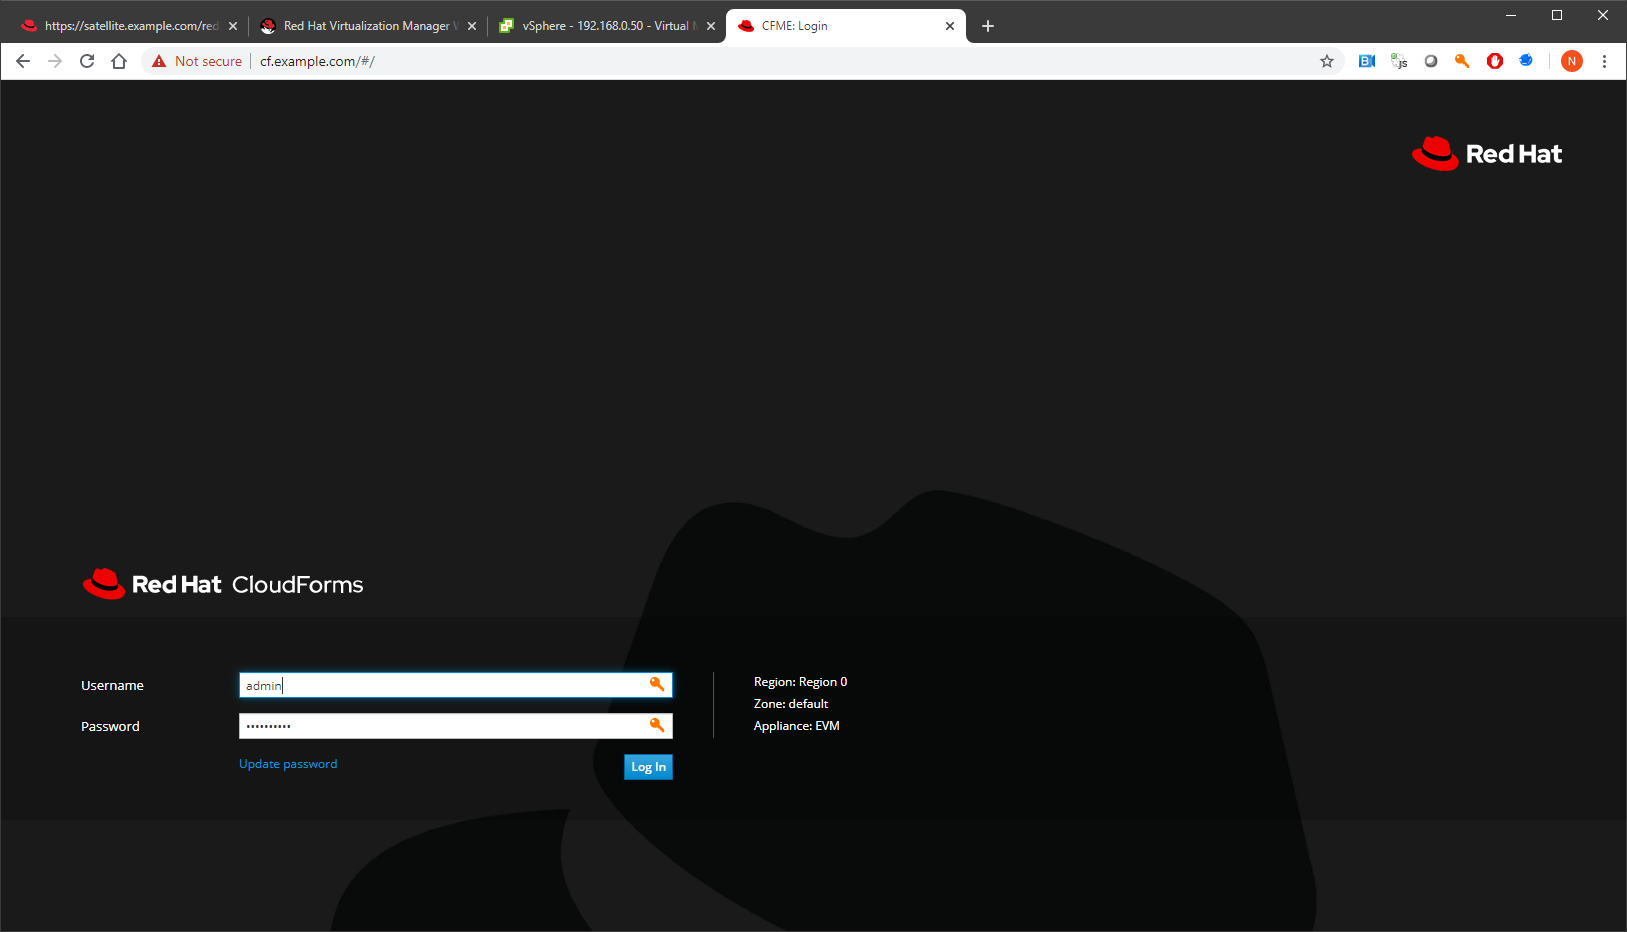 https://satellite.example.com/red
Red Hat Virtualization Manager
vSphere - 192.168.0.50 - Virtual
CFME: Login
Not secure
cf.example.com/#/
B
js
N
Red Hat
Red Hat CloudForms
Username
admin
Region: Region 0
Zone: default
Password
••••••••••
Appliance: EVM
Update password
Log In